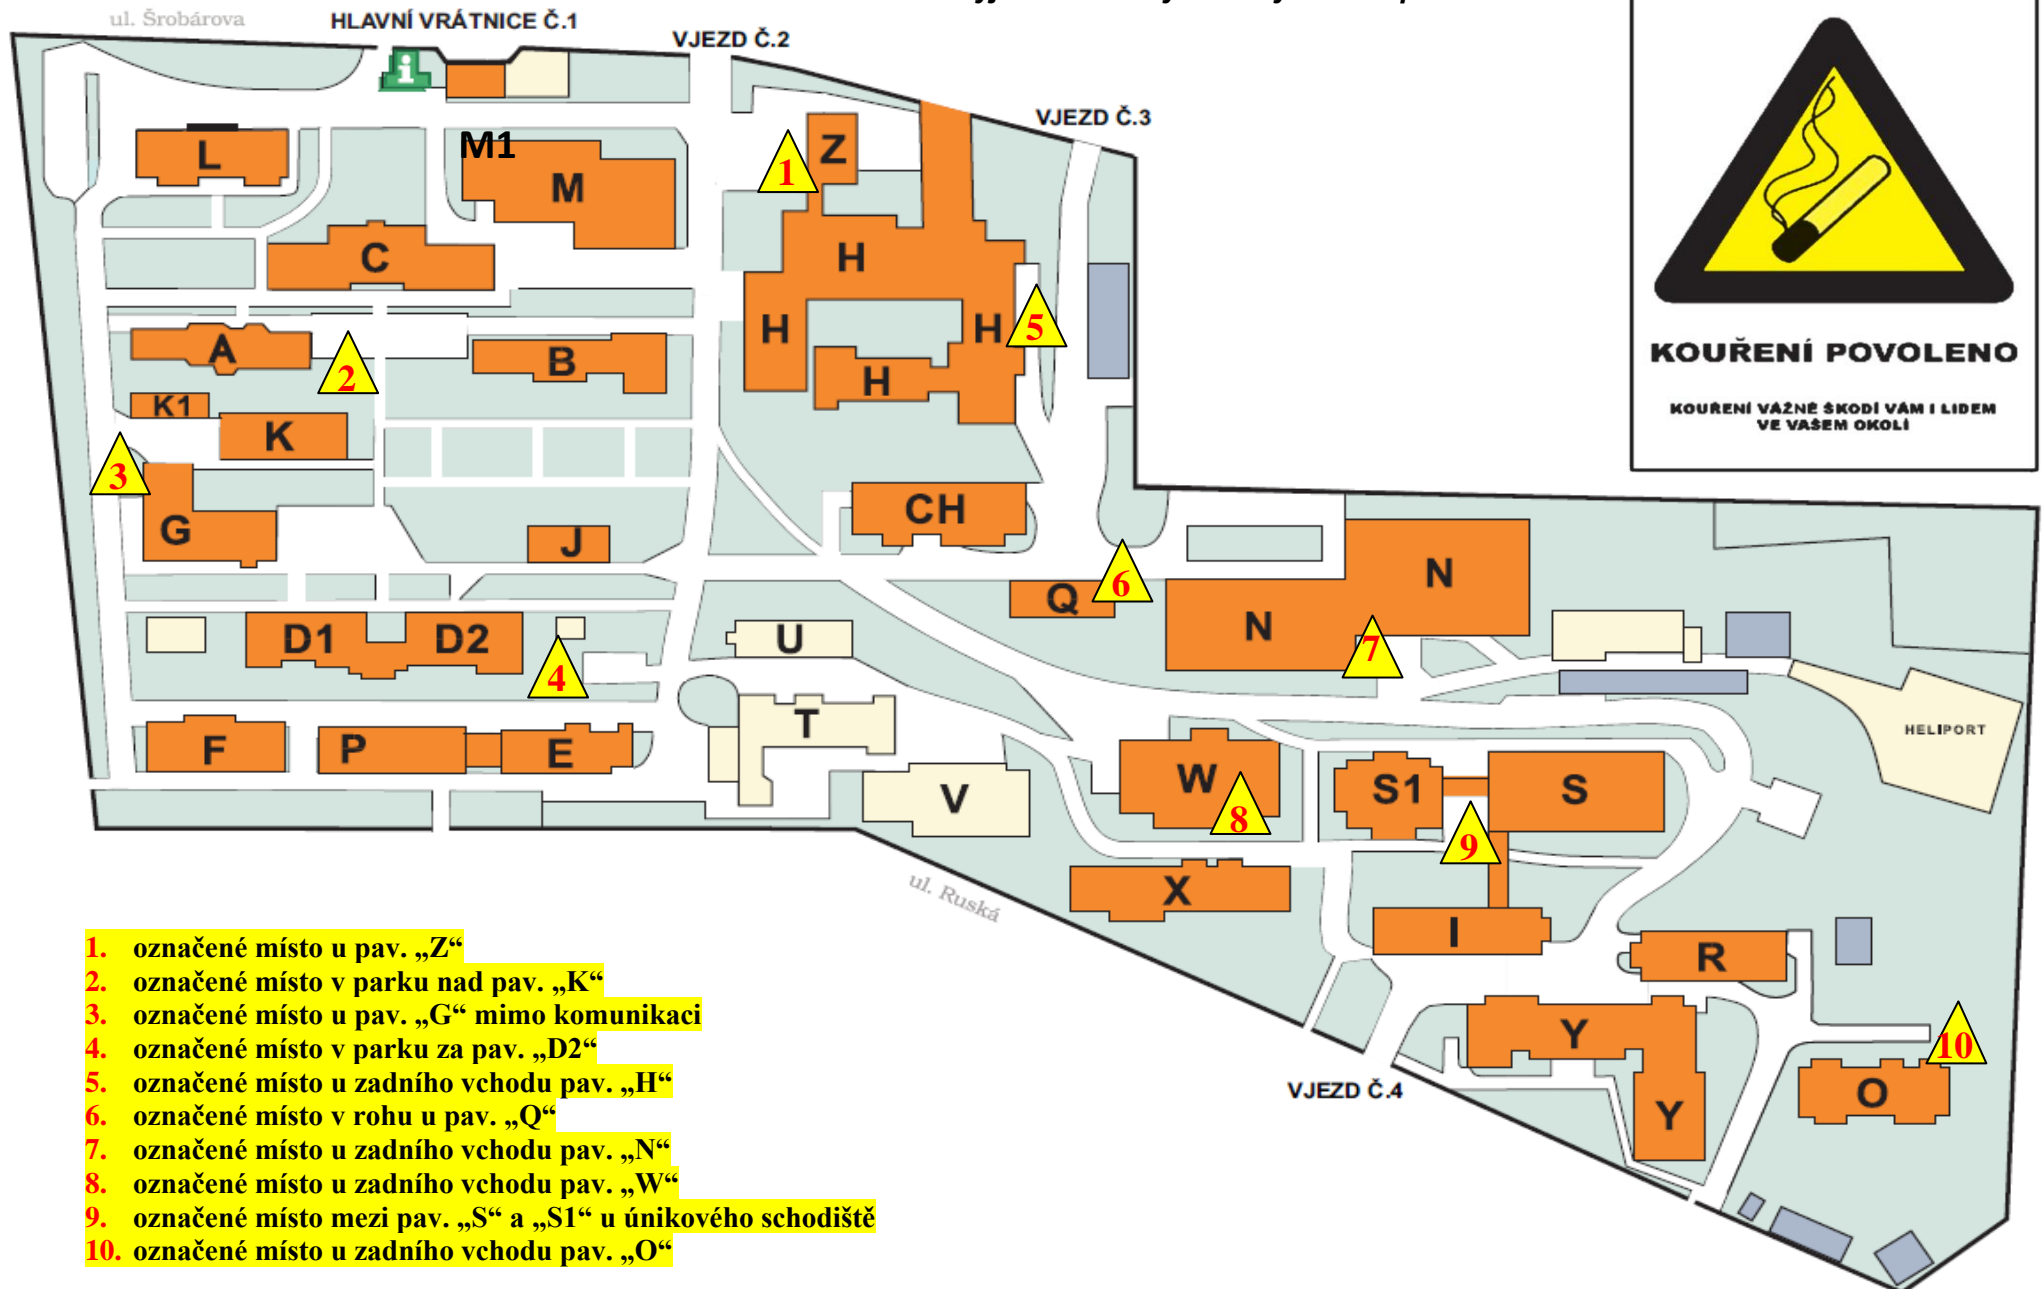 ul. Šrobárova
HLAVNÍ VRÁTNICE Č.1
VJEZD Č.2
VJEZD Č.3
i
L
M1
M
1
Z
C
H
H
H
5
A
2
B
H
K1
K
3
G
J
CH
6
Q
N
N
7
D1
D2
4
U
T
F
P
E
V
W
8
S1
S
9
HELIPORT
X
I
R
Y
Y
10
O
ul. Ruská
VJEZD Č.4
KOUŘENÍ POVOLENO
KOUŘENÍ VÁŽNĚ ŠKODÍ VÁM I LIDEM
VE VAŠEM OKOLÍ
1. označené místo u pav. „Z“
2. označené místo v parku nad pav. „K“
3. označené místo u pav. „G“ mimo komunikaci
4. označené místo v parku za pav. „D2“
5. označené místo u zadního vchodu pav. „H“
6. označené místo v rohu u pav. „Q“
7. označené místo u zadního vchodu pav. „N“
8. označené místo u zadního vchodu pav. „W“
9. označené místo mezi pav. „S“ a „S1“ u únikového schodiště
10. označené místo u zadního vchodu pav. „O“